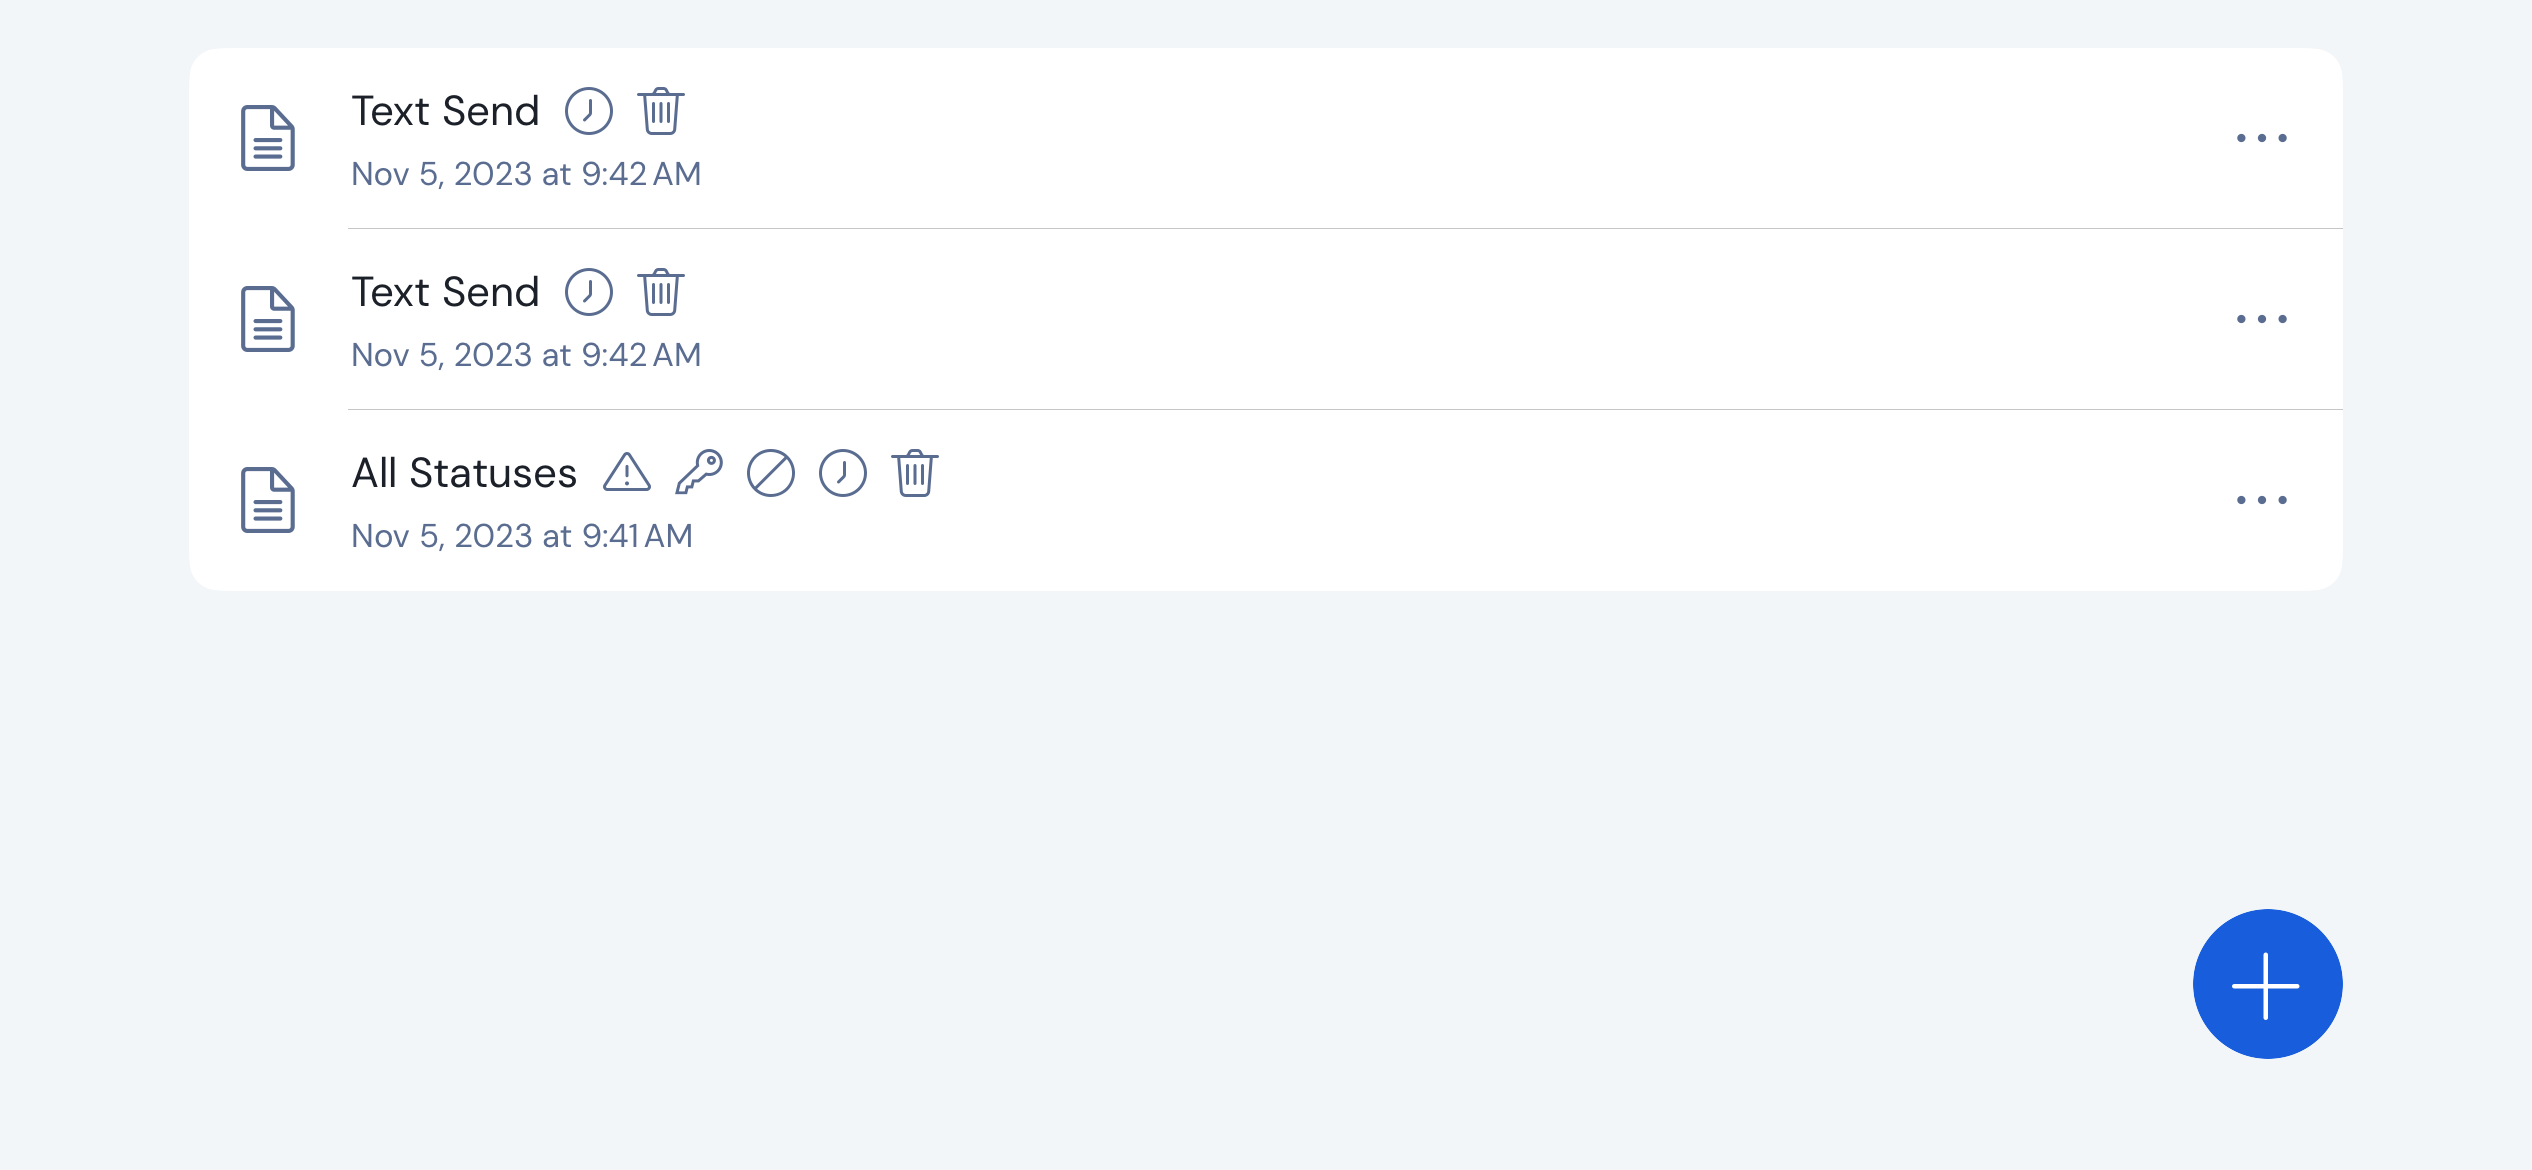 Text Send
Nov 5, 2023 at 9:42 AM
Text Send
Nov 5, 2023 at 9:42 AM
All Statuses
Nov 5, 2023 at 9:41 AM